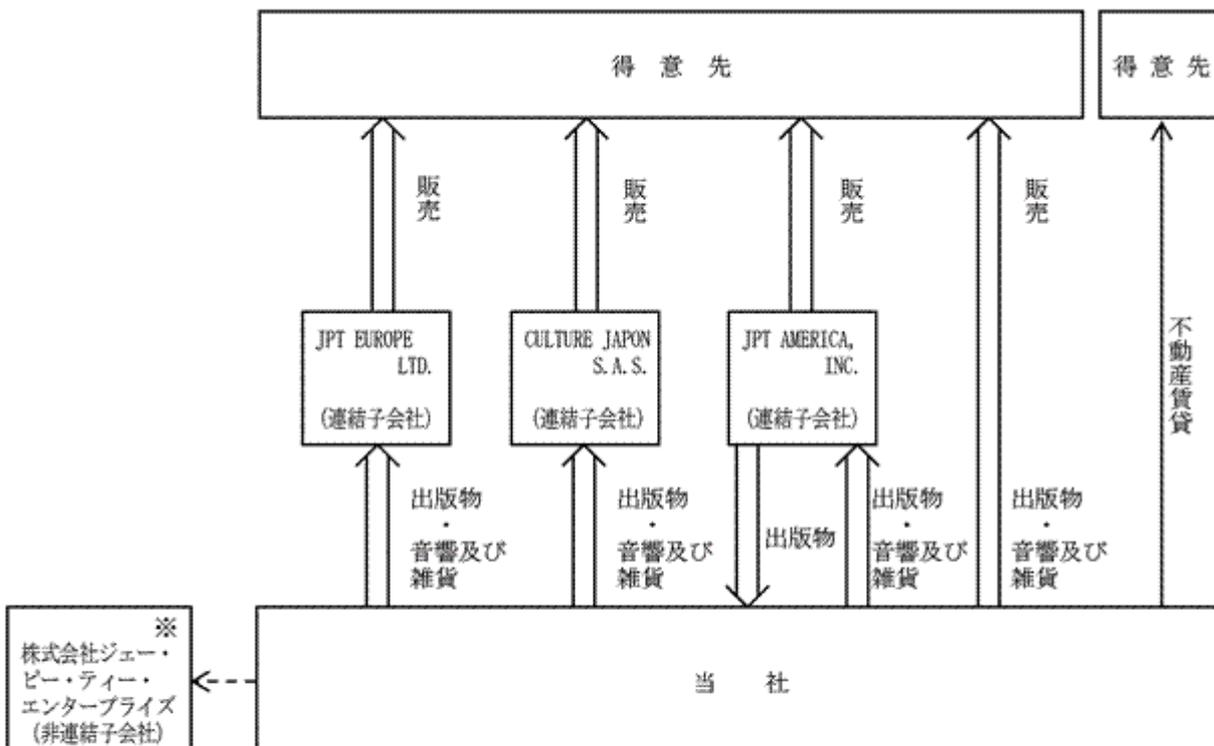 得意先
得意先
販売
販売
販売
販売
JPT EUROPE
LTD.
(連結子会社)
CULTURE JAPON
S.A.S.
(連結子会社)
JPT AMERICA,
INC.
(連結子会社)
不動産賃貸
出版物
・
音響及び
雑貨
出版物
・
音響及び
雑貨
出版物
出版物
・
音響及び
雑貨
出版物
・
音響及び
雑貨
※
株式会社ジェー・
ピー・ティー・
エンタープライズ
(非連結子会社)
当社